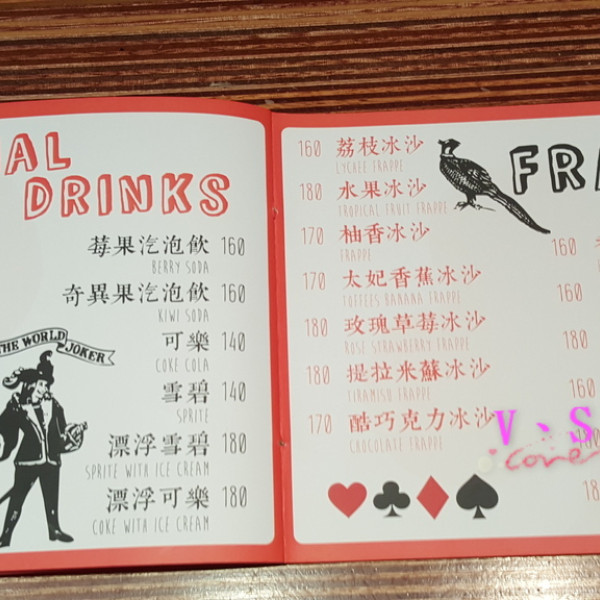 AL
DRINKS
莓果汽泡飲 160
BERRY SODA
奇異果汽泡飲 160
KIWI SODA
可樂 140
COKE COLA
雪碧 140
SPRITE
漂浮雪碧 180
SPRITE WITH ICE CREAM
漂浮可樂 180
COKE WITH ICE CREAM
THE WORLD
JOKER
FR
160 荔枝冰沙
LYCHEE FRAPPE
180 水果冰沙
TROPICAL FRUIT FRAPPE
170 柚香冰沙
FRAPPE
170 太妃香蕉冰沙
TOFFEES BANANA FRAPPE
180 玫瑰草莓冰沙
ROSE STRAWBERRY FRAPPE
180 提拉米蘇冰沙
TIRAMISU FRAPPE
170 酷巧克力冰沙
CHOCOLATE FRAPPE
160
160
180
160
180
V、S